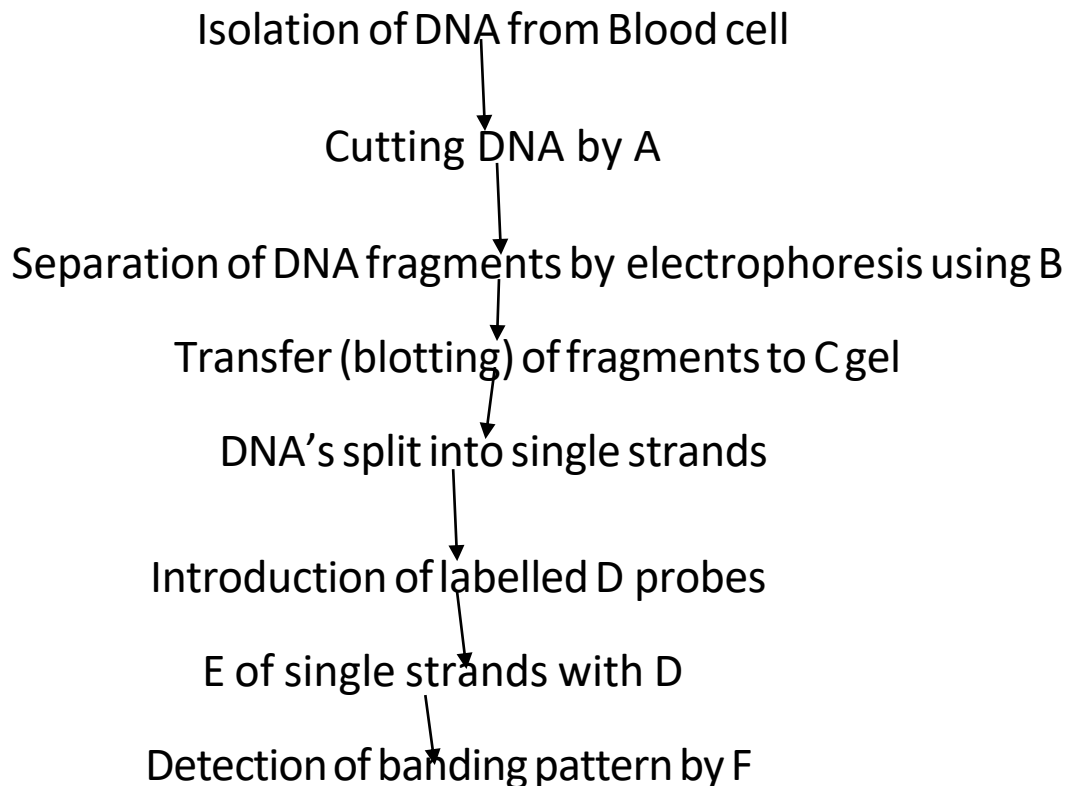 Isolation of DNA from Blood cell
Cutting DNA by A
Separation of DNA fragments by electrophoresis using B
Transfer (blotting) of fragments to C gel
DNA’s split into single strands
Introduction of labelled D probes
E of single strands with D
Detection of banding pattern by F